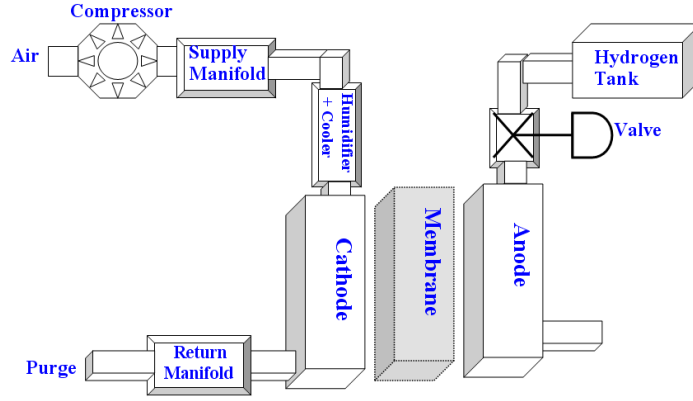 Compressor
Air
Supply
Manifold
Humidifier
+ Cooler
Hydrogen
Tank
Valve
Cathode
Membrane
Anode
Purge
Return
Manifold